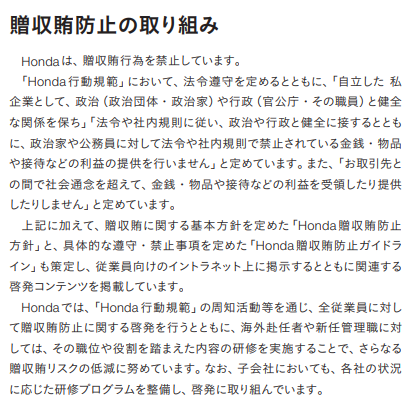 贈収賄防止の取り組み
Hondaは、贈収賄行為を禁止しています。
「Honda行動規範」において、法令遵守を定めるとともに、「自立した 私
企業として、政治（政治団体・政治家）や行政（官公庁・その職員）と健全
な関係を保ち」「法令や社内規則に従い、政治や行政と健全に接するととも
に、政治家や公務員に対して法令や社内規則で禁止されている金銭・物品
や接待などの利益の提供を行いません」と定めています。また、「お取引先と
の間で社会通念を超えて、金銭・物品や接待などの利益を受領したり提供
したりしません」と定めています。
上記に加えて、贈収賄に関する基本方針を定めた「Honda贈収賄防止
方針」と、具体的な遵守・禁止事項を定めた「Honda贈収賄防止ガイドラ
イン」も策定し、従業員向けのイントラネット上に掲示するとともに関連する
啓発コンテンツを掲載しています。
Hondaでは、「Honda行動規範」の周知活動等を通じ、全従業員に対し
て贈収賄防止に関する啓発を行うとともに、海外赴任者や新任管理職に対
しては、その職位や役割を踏まえた内容の研修を実施することで、さらなる
贈収賄リスクの低減に努めています。なお、子会社においても、各社の状況
に応じた研修プログラムを整備し、啓発に取り組んでいます。